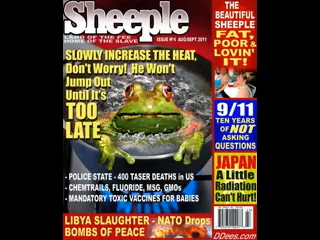 Sheeple
LAND OF THE FEE
HOME OF THE SLAVE
ISSUE Nº4 AUG/SEPT 2011
SLOWLY INCREASE THE HEAT,
Don't Worry! He Won't
Jump Out
Until It's
TOO
LATE
- POLICE STATE - 400 TASER DEATHS in US
- CHEMTRAILS, FLUORIDE, MSG, GMOs
- MANDATORY TOXIC VACCINES FOR BABIES
LIBYA SLAUGHTER - NATO Drops
BOMBS OF PEACE
THE
BEAUTIFUL
SHEEPLE
FAT,
POOR &
LOVIN'
IT!
9/11
TEN YEARS
OF NOT
ASKING
QUESTIONS
JAPAN
A Little
Radiation
Can't Hurt!
DDees.com